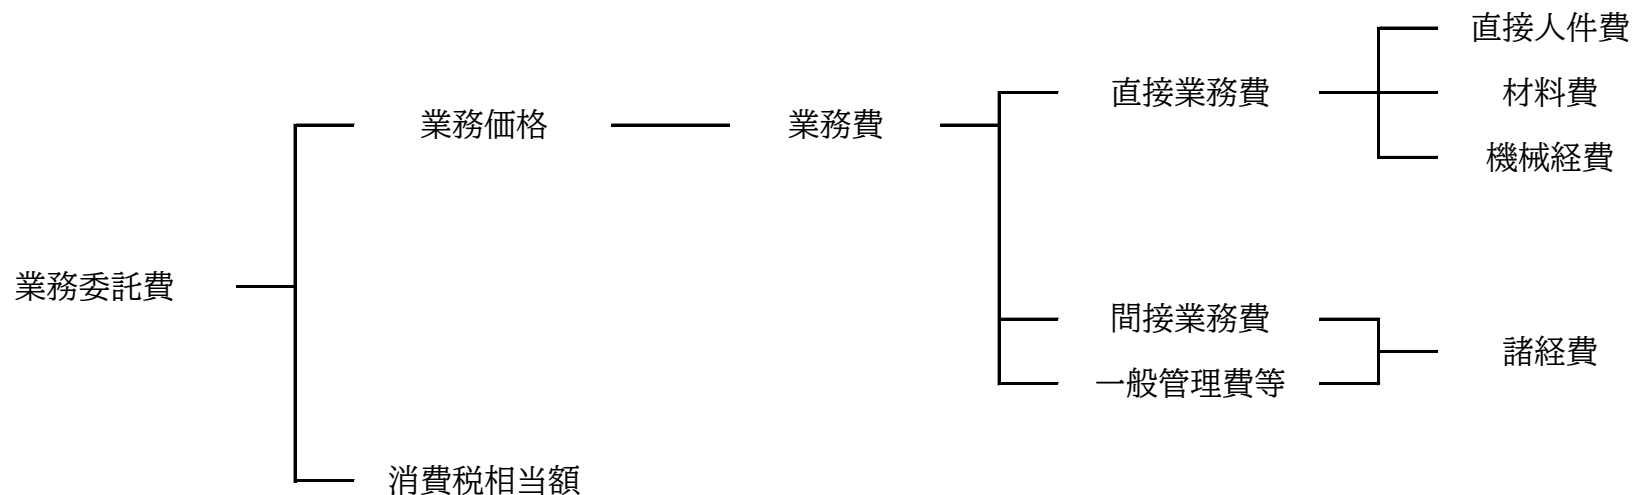 直接人件費
直接業務費
材料費
業務価格
業務費
機械経費
業務委託費
間接業務費
諸経費
一般管理費等
消費税相当額